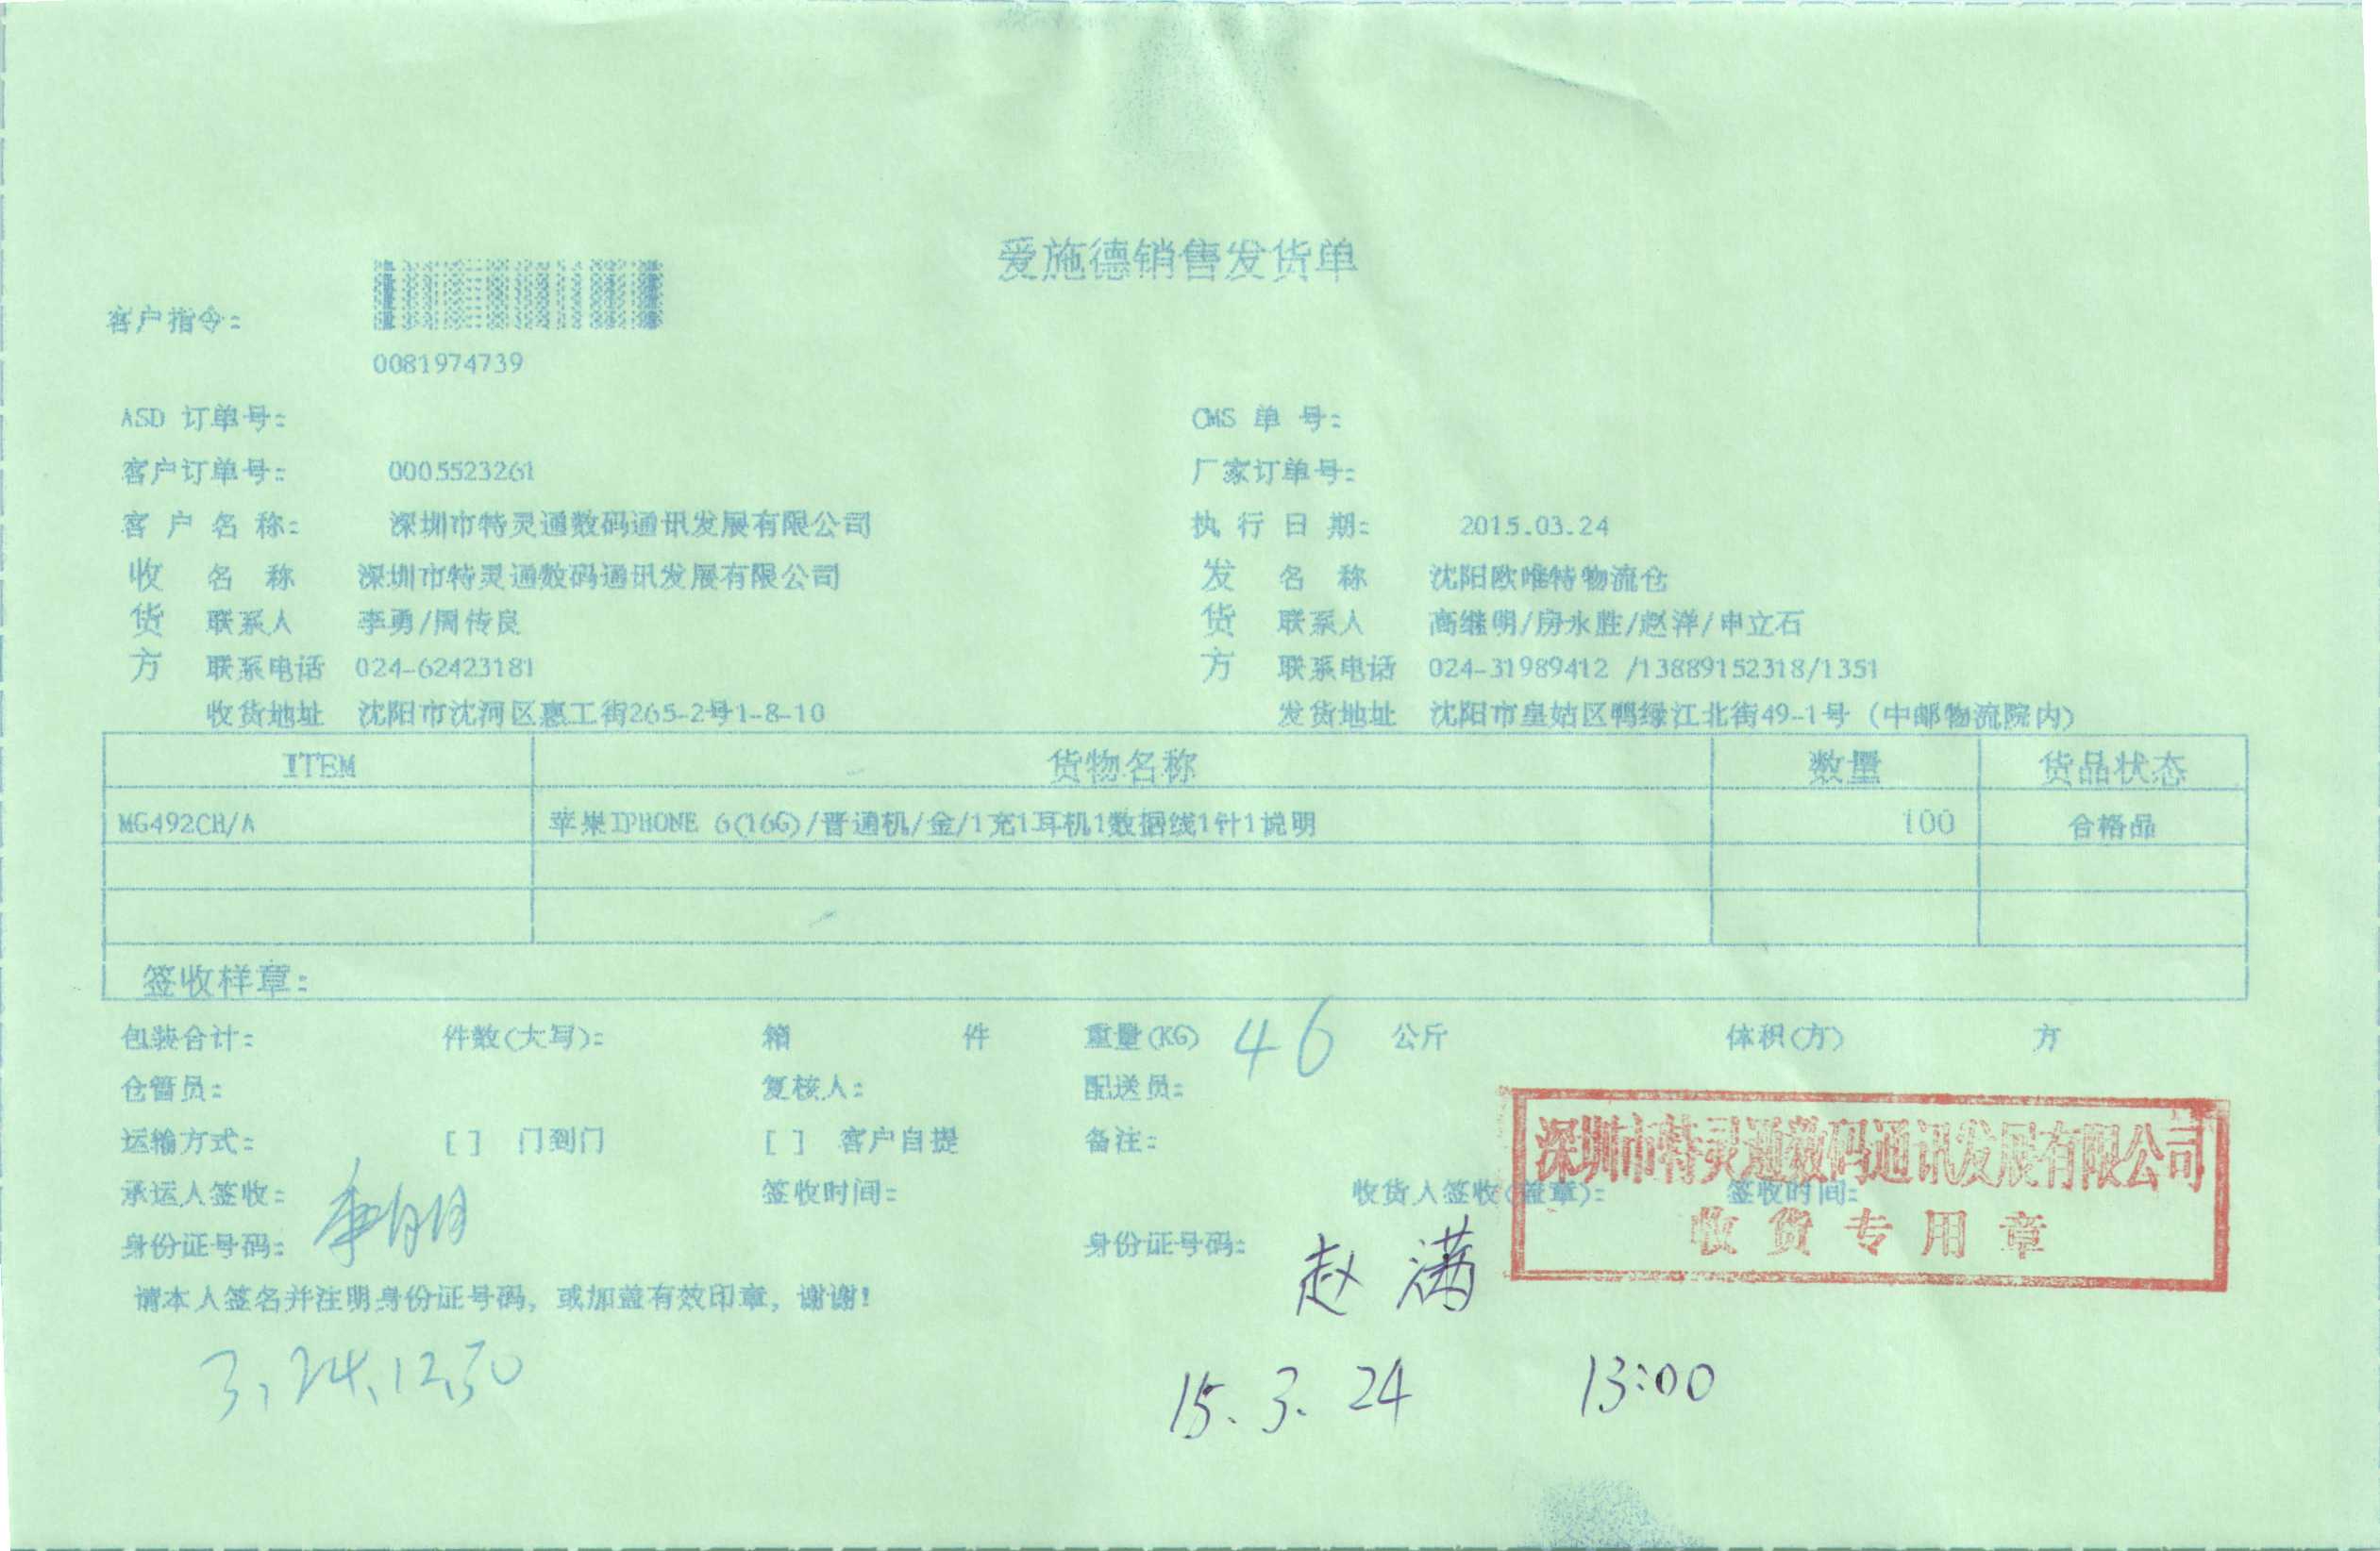 爱施德销售发货单
客户指令:
0081974739
ASD 订单号: CMS 单 号:
客户订单号: 0005523261 厂家订单号:
客 户 名 称: 深圳市特灵通数码通讯发展有限公司 执 行 日 期: 2015.03.24
收 名 称 深圳市特灵通数码通讯发展有限公司 发 名 称 沈阳欧唯特物流仓
货 联系人 李勇/周传良 货 联系人 高继明/房永胜/赵洋/申立石
方 联系电话 024-62423181 方 联系电话 024-31989412 /13889152318/1351
收货地址 沈阳市沈河区惠工街265-2号1-8-10 发货地址 沈阳市皇姑区鸭绿江北街49-1号 (中邮物流院内)
ITEM 货物名称 数量 货品状态
MG492CH/A 苹果IPHONE 6(16G)/普通机/金/1充1耳机1数据线1针1说明 100 合格品
签收样章:
包装合计: 件数(大写): 箱 件 重量(KG) 46 公斤 体积(方) 方
仓管员: 复核人: 配送员:
运输方式: [ ] 门到门 [ ] 客户自提 备注:
深圳市特灵通数码通讯发展有限公司
承运人签收: 签收时间: 收货人签收(盖章): 签收时间:
收货专用章
身份证号码: 身份证号码: 赵满
请本人签名并注明身份证号码, 或加盖有效印章, 谢谢!
3,24,12,50 15.3.24 13:00